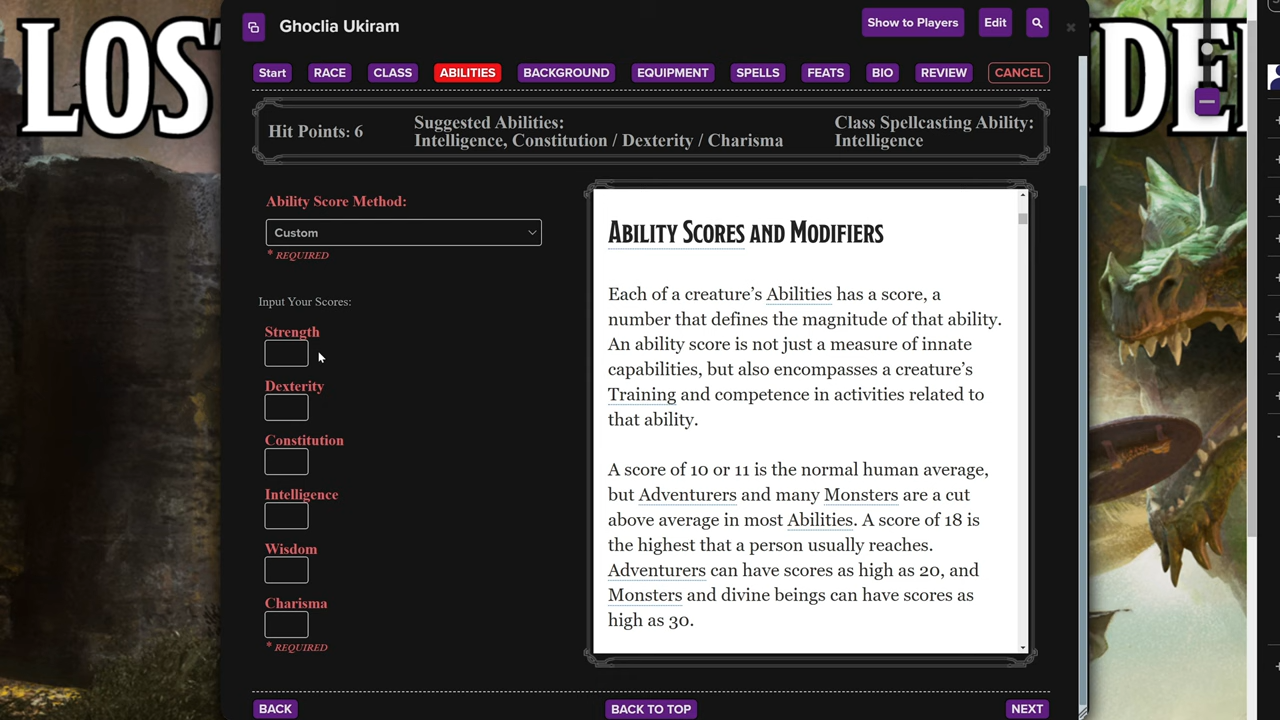 LOS
DE
Ghoclia Ukiram
Show to Players
Edit
Start
RACE
CLASS
ABILITIES
BACKGROUND
EQUIPMENT
SPELLS
FEATS
BIO
REVIEW
CANCEL
Hit Points: 6
Suggested Abilities:
Intelligence, Constitution / Dexterity / Charisma
Class Spellcasting Ability:
Intelligence
Ability Score Method:
Custom
* REQUIRED
Input Your Scores:
Strength
Dexterity
Constitution
Intelligence
Wisdom
Charisma
* REQUIRED
Ability Scores and Modifiers
Each of a creature’s Abilities has a score, a
number that defines the magnitude of that ability.
An ability score is not just a measure of innate
capabilities, but also encompasses a creature’s
Training and competence in activities related to
that ability.
A score of 10 or 11 is the normal human average,
but Adventurers and many Monsters are a cut
above average in most Abilities. A score of 18 is
the highest that a person usually reaches.
Adventurers can have scores as high as 20, and
Monsters and divine beings can have scores as
high as 30.
BACK
BACK TO TOP
NEXT